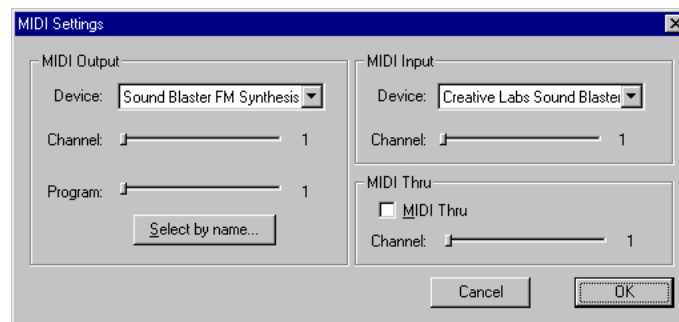 MIDI Settings
MIDI Output
Device: Sound Blaster FM Synthesis
Channel: 1
Program: 1
Select by name...
MIDI Input
Device: Creative Labs Sound Blaster
Channel: 1
MIDI Thru
MIDI Thru
Channel: 1
Cancel
OK